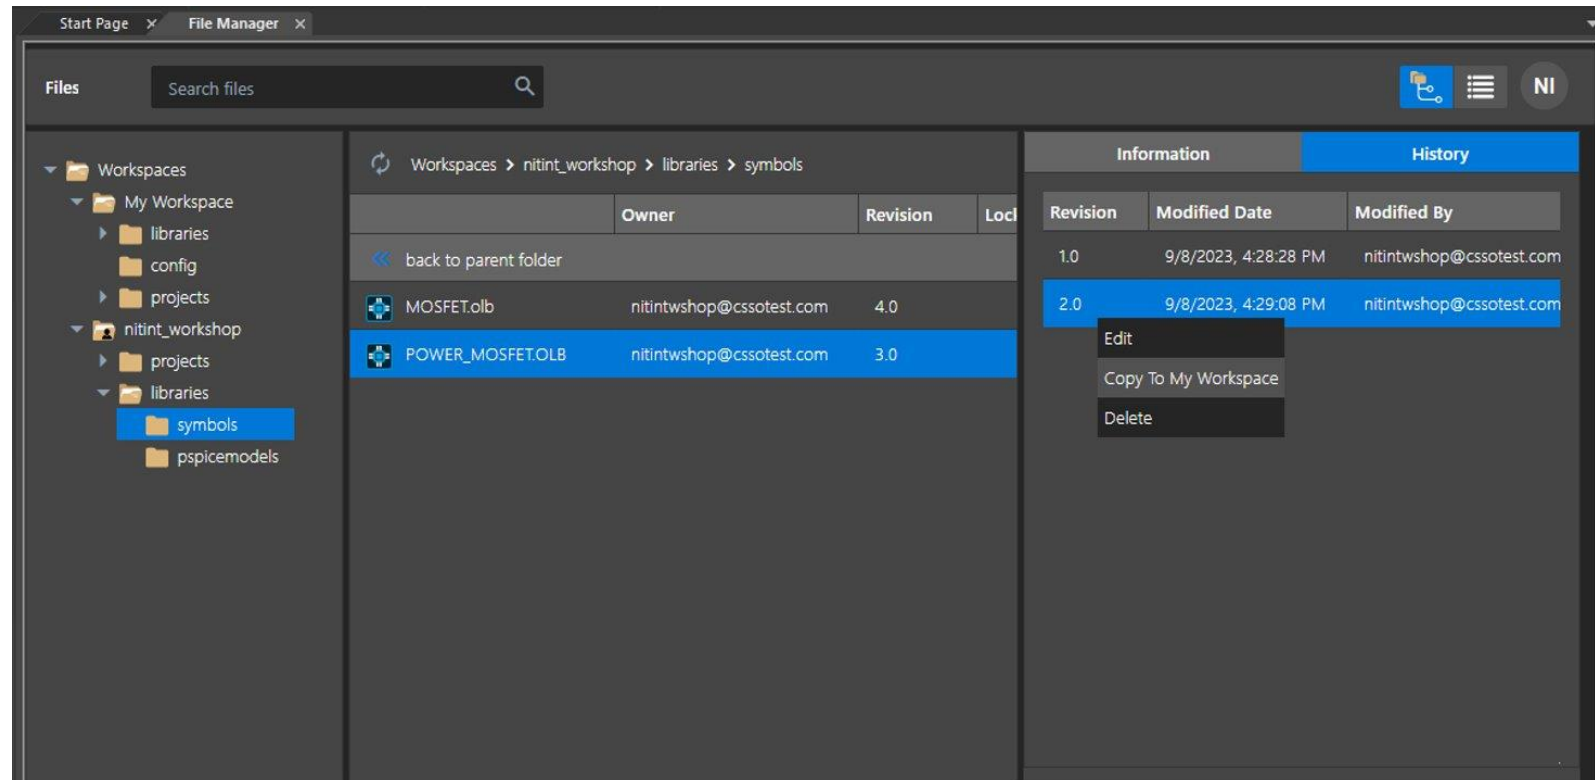 Start Page × File Manager ×
Files Search files NI
Workspaces
My Workspace
libraries
config
projects
nitint_workshop
projects
libraries
symbols
pspicemodels
Workspaces > nitint_workshop > libraries > symbols
Owner Revision Lock
back to parent folder
MOSFET.olb nitintwshop@cssotest.com 4.0
POWER_MOSFET.OLB nitintwshop@cssotest.com 3.0
Information History
Revision Modified Date Modified By
1.0 9/8/2023, 4:28:28 PM nitintwshop@cssotest.com
2.0 9/8/2023, 4:29:08 PM nitintwshop@cssotest.com
Edit
Copy To My Workspace
Delete